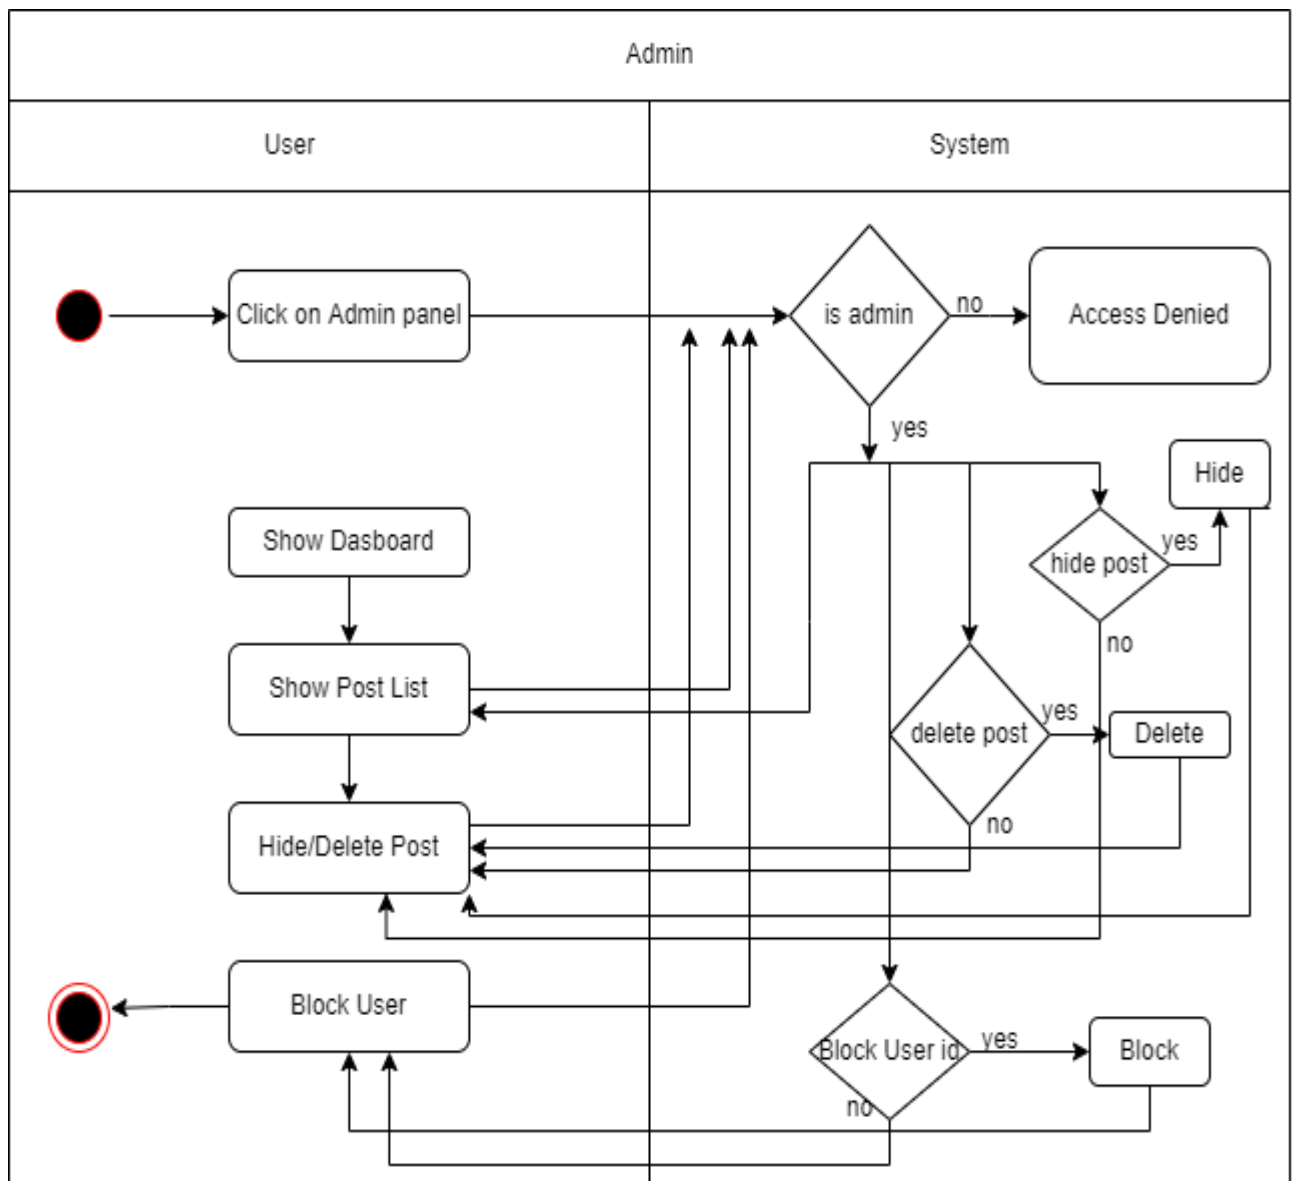 Admin
User
System
Click on Admin panel
is admin
no
Access Denied
yes
Hide
Show Dasboard
yes
hide post
no
Show Post List
yes
delete post
Delete
no
Hide/Delete Post
Block User
yes
Block User id
Block
no